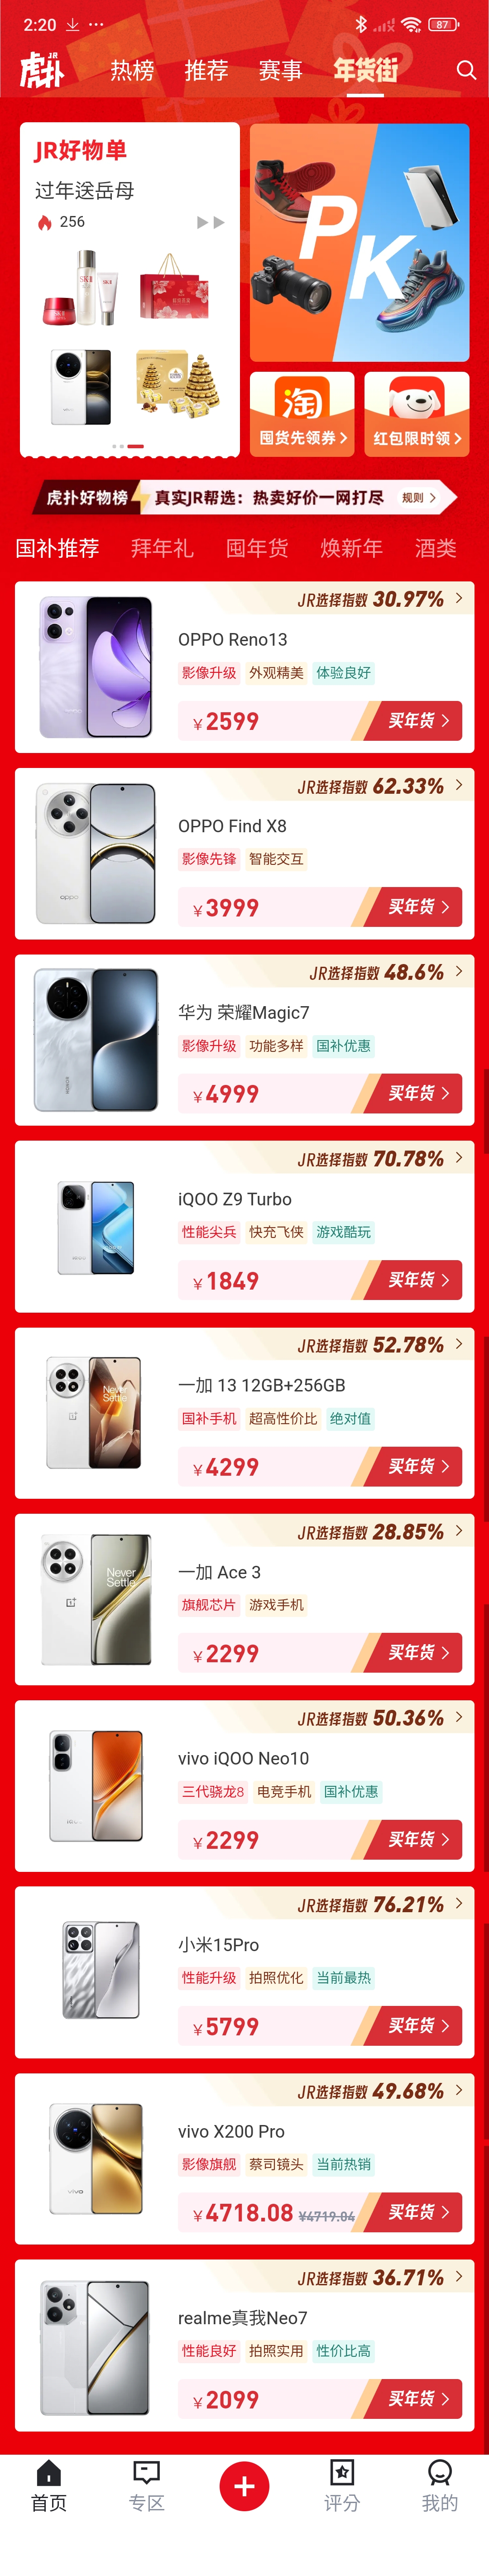 2:20
87
虎扑
JR
热榜
推荐
赛事
年货街
JR好物单
过年送岳母
256
SK-II
vivo
PK
淘
囤货先领券
红包限时领
虎扑好物榜
真实JR帮选：热卖好价一网打尽
规则
国补推荐
拜年礼
囤年货
焕新年
酒类
JR选择指数 30.97%
OPPO Reno13
影像升级 外观精美 体验良好
¥2599
买年货
JR选择指数 62.33%
oppo
OPPO Find X8
影像先锋 智能交互
¥3999
买年货
JR选择指数 48.6%
HONOR
华为 荣耀Magic7
影像升级 功能多样 国补优惠
¥4999
买年货
JR选择指数 70.78%
iQOO Z9 Turbo
性能尖兵 快充飞侠 游戏酷玩
¥1849
买年货
JR选择指数 52.78%
Never
Settle
一加 13 12GB+256GB
国补手机 超高性价比 绝对值
¥4299
买年货
JR选择指数 28.85%
Never
Settle
一加 Ace 3
旗舰芯片 游戏手机
¥2299
买年货
JR选择指数 50.36%
vivo iQOO Neo10
三代骁龙8 电竞手机 国补优惠
¥2299
买年货
JR选择指数 76.21%
小米15Pro
性能升级 拍照优化 当前最热
¥5799
买年货
JR选择指数 49.68%
vivo
vivo X200 Pro
影像旗舰 蔡司镜头 当前热销
¥4718.08 ¥4719.04
买年货
JR选择指数 36.71%
realme真我Neo7
性能良好 拍照实用 性价比高
¥2099
买年货
首页
专区
评分
我的